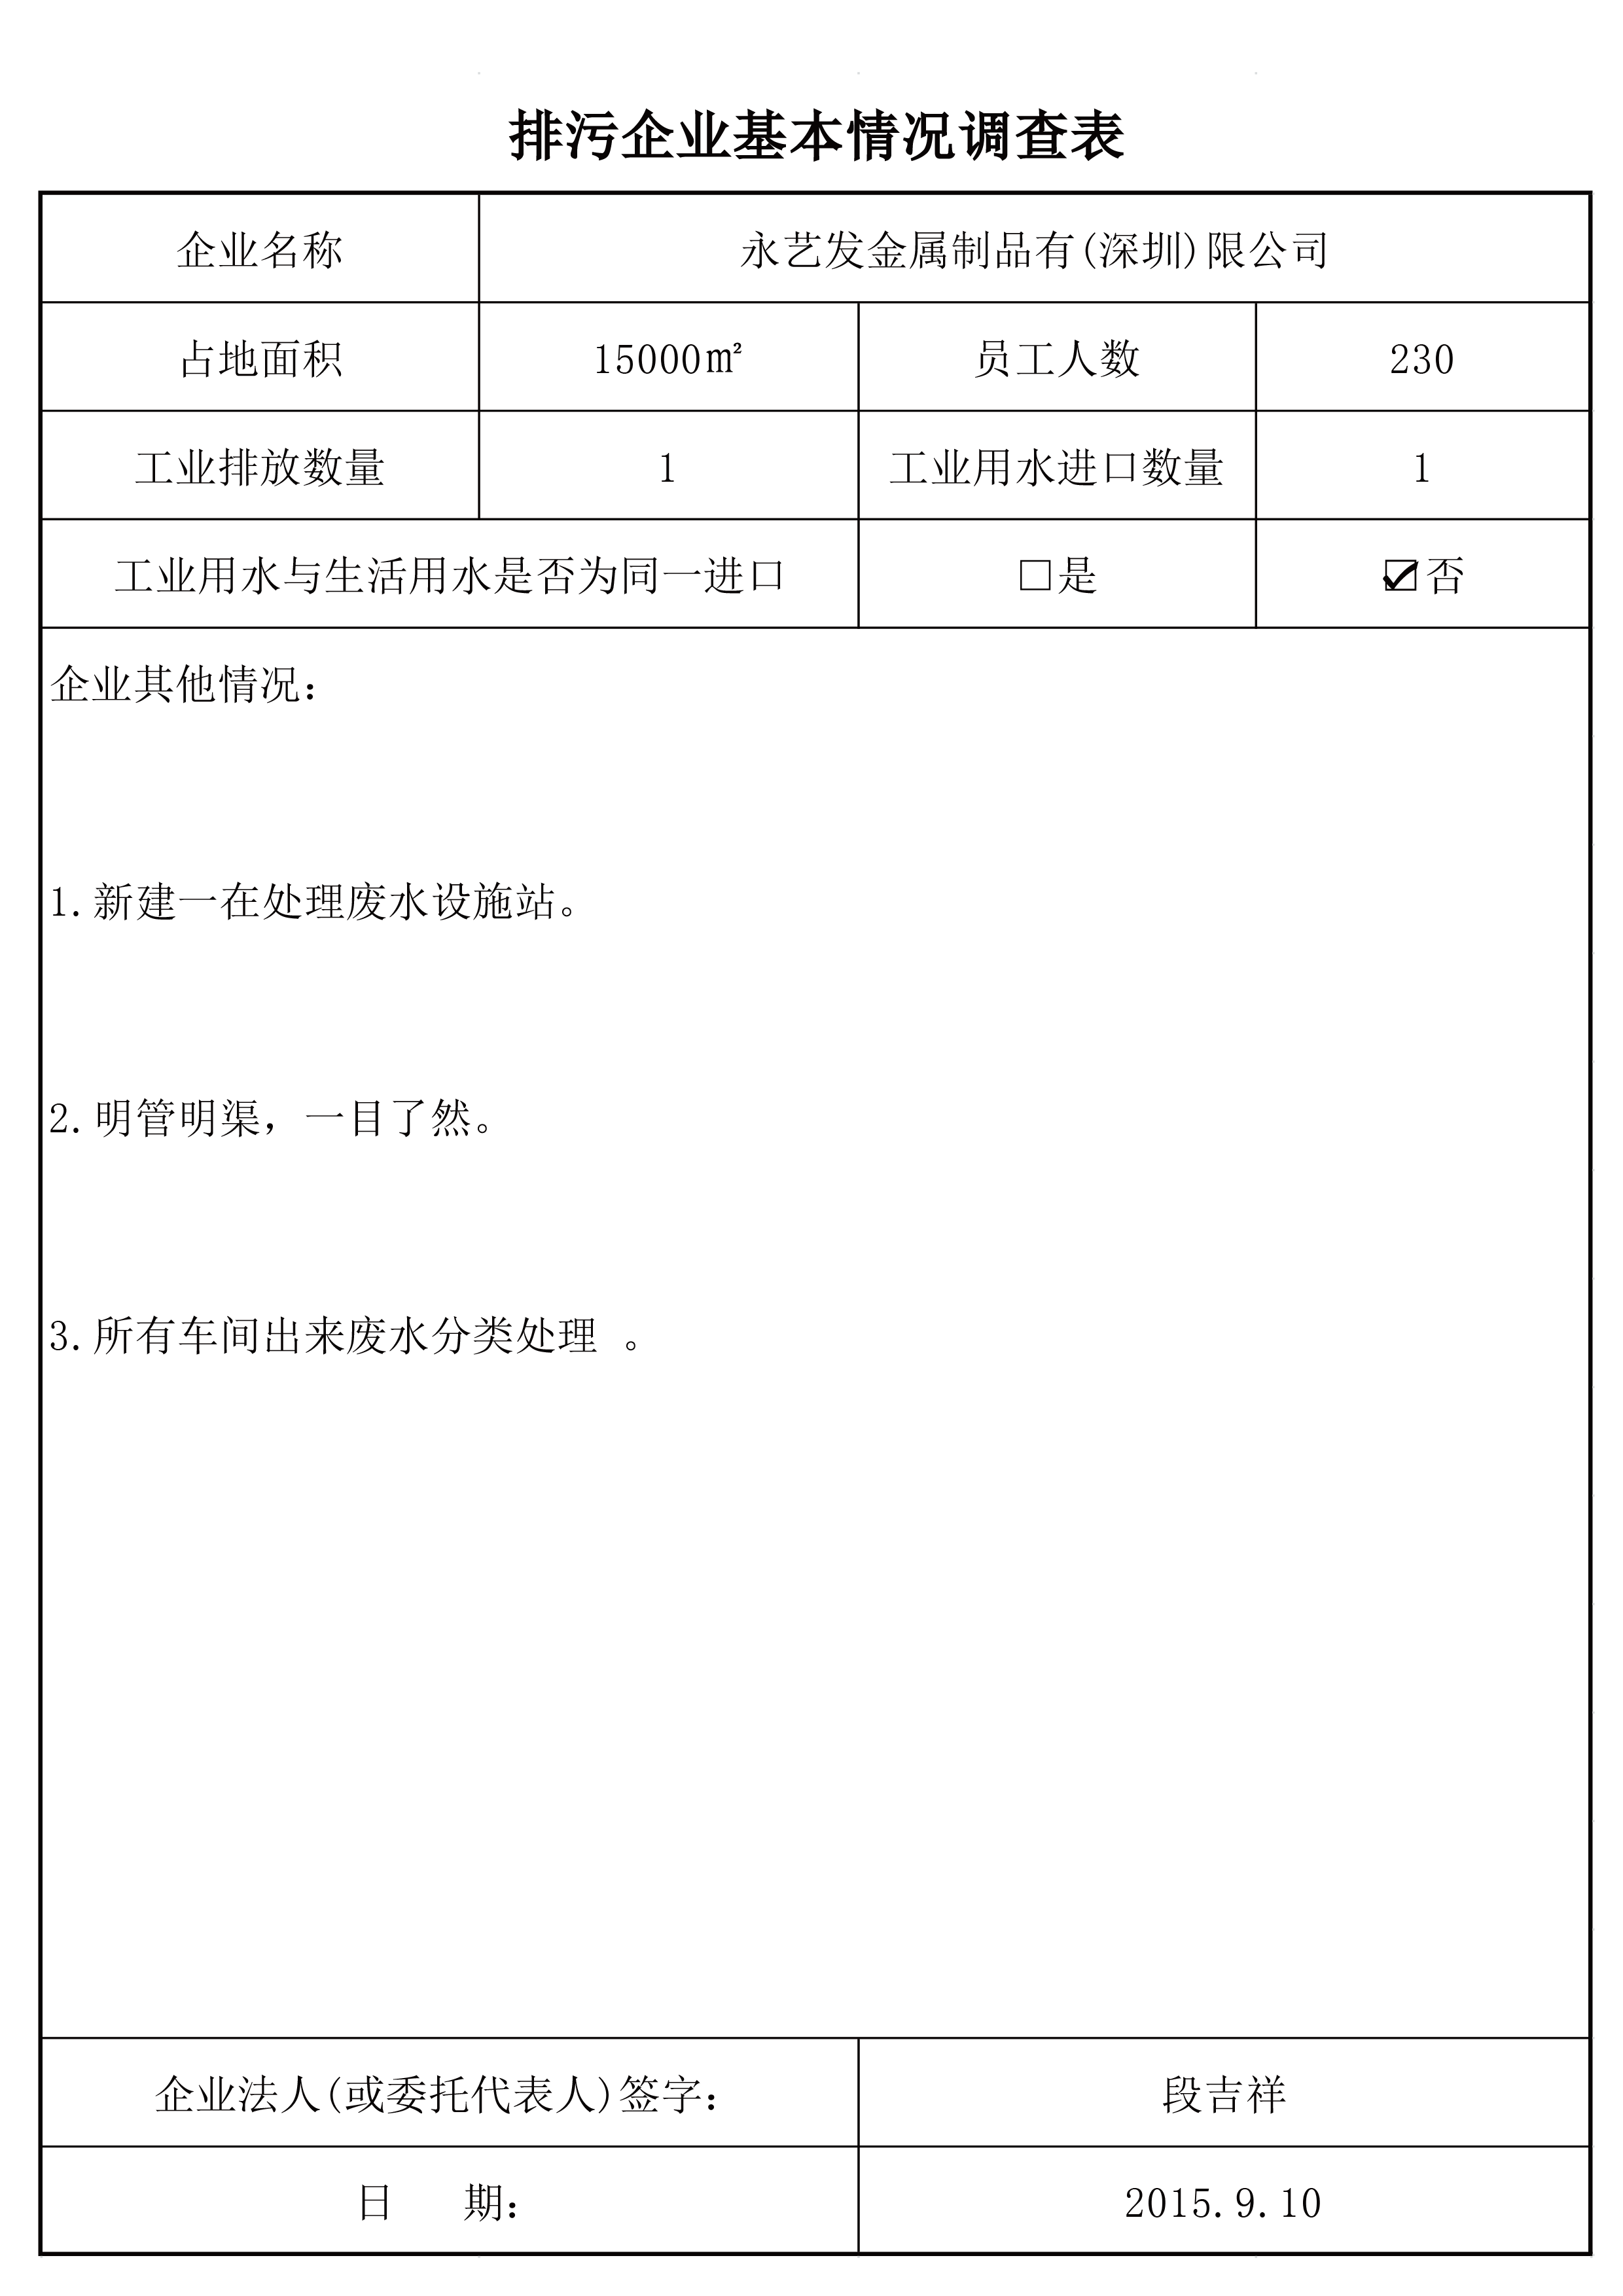 排污企业基本情况调查表
企业名称 永艺发金属制品有(深圳)限公司
占地面积 15000㎡ 员工人数 230
工业排放数量 1 工业用水进口数量 1
工业用水与生活用水是否为同一进口 □是 ☑否
企业其他情况：
1.新建一在处理废水设施站。
2.明管明渠，一目了然。
3.所有车间出来废水分类处理 。
企业法人(或委托代表人)签字： 段吉祥
日 期： 2015.9.10